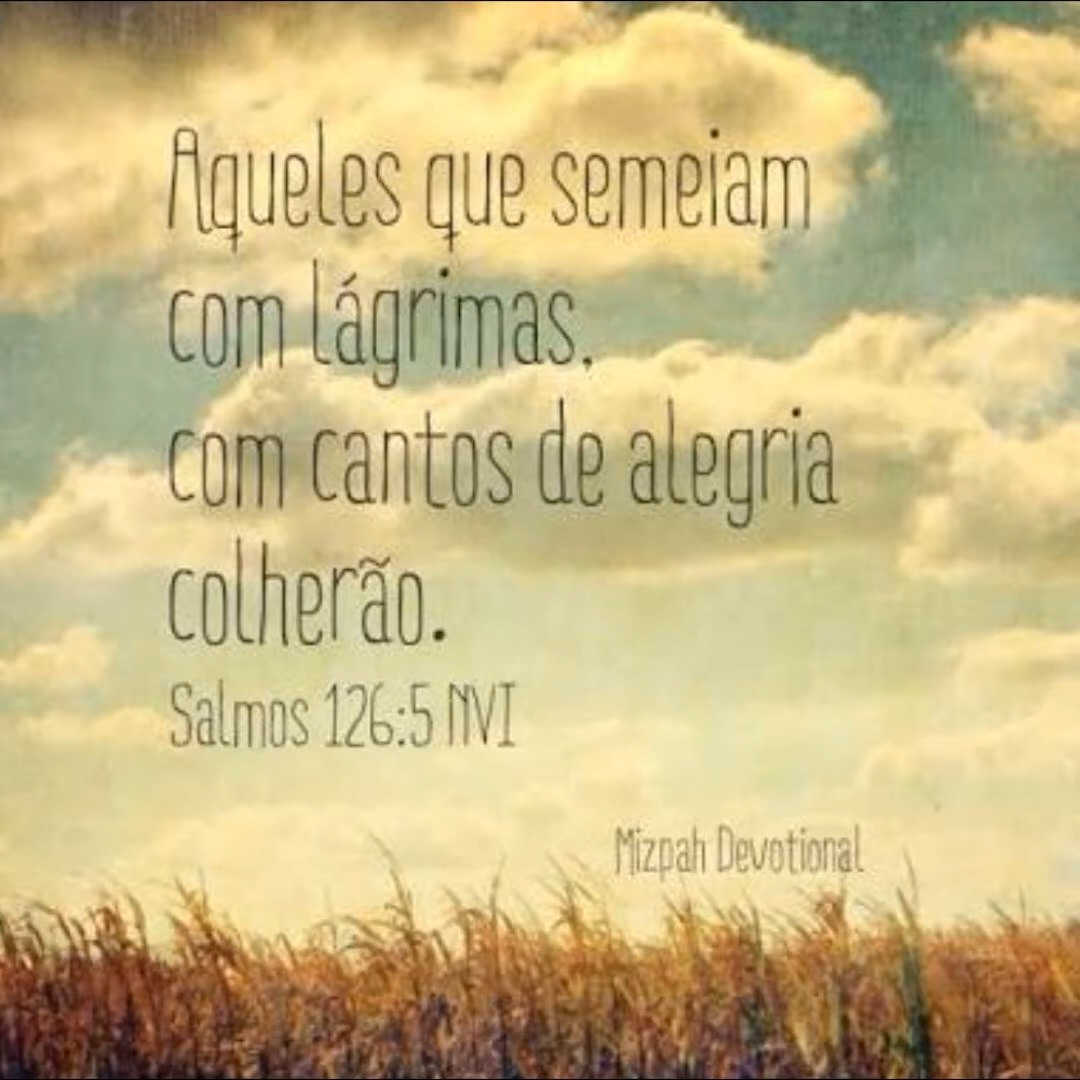 Aqueles que semeiam
com lágrimas,
com cantos de alegria
colherão.
Salmos 126:5 NVI
Mizpah Devotional